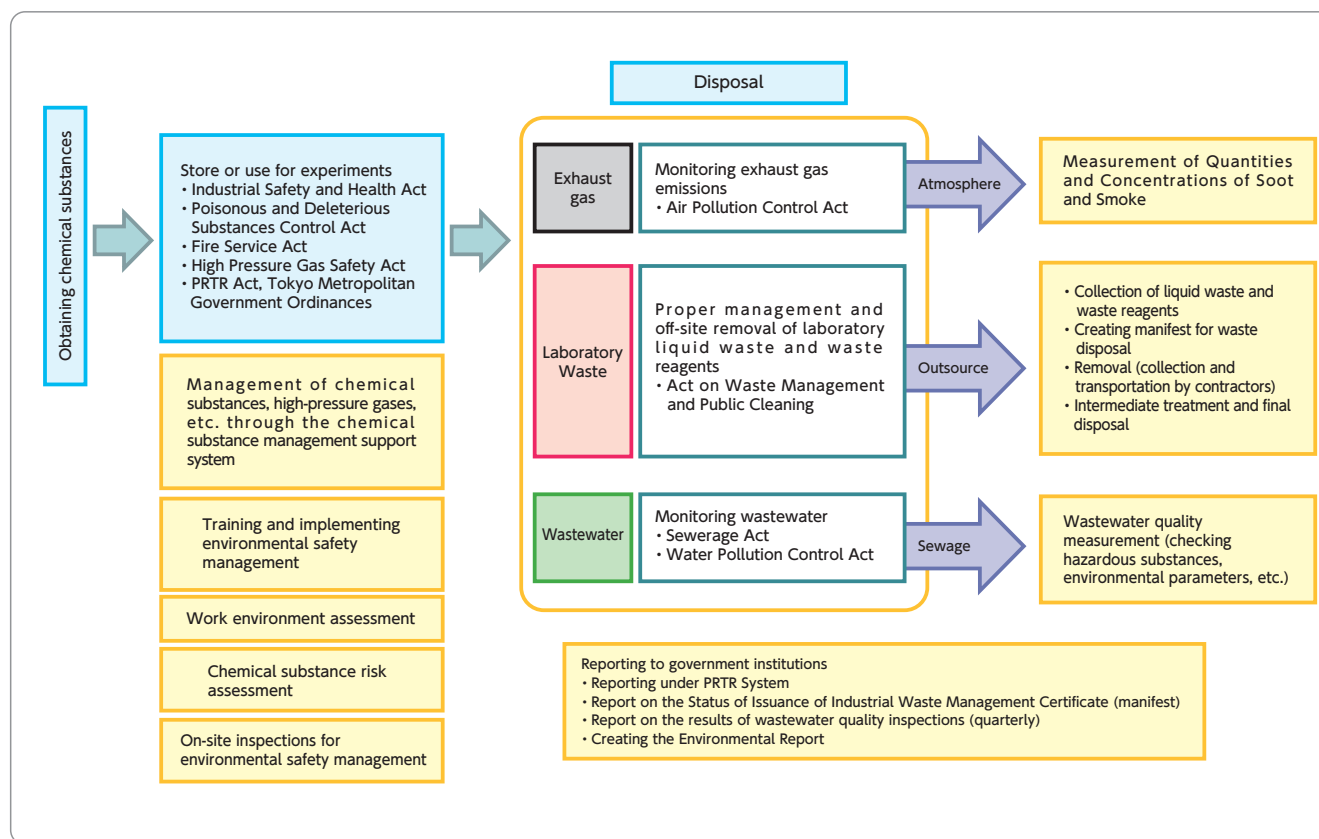 Obtaining chemical substances
Store or use for experiments
• Industrial Safety and Health Act
• Poisonous and Deleterious
Substances Control Act
• Fire Service Act
• High Pressure Gas Safety Act
• PRTR Act, Tokyo Metropolitan
Government Ordinances
Management of chemical
substances, high-pressure gases,
etc. through the chemical
substance management support
system
Training and implementing
environmental safety
management
Work environment assessment
Chemical substance risk
assessment
On-site inspections for
environmental safety management
Disposal
Exhaust
gas
Monitoring exhaust gas
emissions
• Air Pollution Control Act
Atmosphere
Measurement of Quantities
and Concentrations of Soot
and Smoke
Laboratory
Waste
Proper management and
off-site removal of laboratory
liquid waste and waste
reagents
• Act on Waste Management
and Public Cleaning
Outsource
• Collection of liquid waste and
waste reagents
• Creating manifest for waste
disposal
• Removal (collection and
transportation by contractors)
• Intermediate treatment and final
disposal
Wastewater
Monitoring wastewater
• Sewerage Act
• Water Pollution Control Act
Sewage
Wastewater quality
measurement (checking
hazardous substances,
environmental parameters, etc.)
Reporting to government institutions
• Reporting under PRTR System
• Report on the Status of Issuance of Industrial Waste Management Certificate (manifest)
• Report on the results of wastewater quality inspections (quarterly)
• Creating the Environmental Report